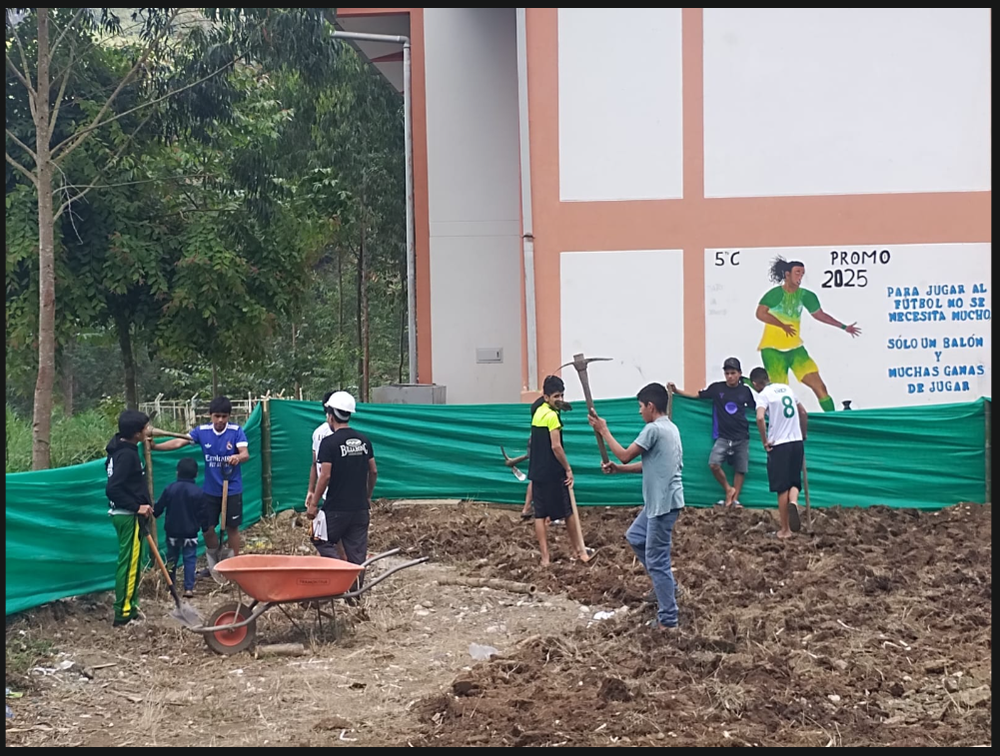 5°C PROMO
2025
PARA JUGAR AL
FÚTBOL NO SE
NECESITA MUCHO
SÓLO UN BALÓN
Y
MUCHAS GANAS
DE JUGAR
8